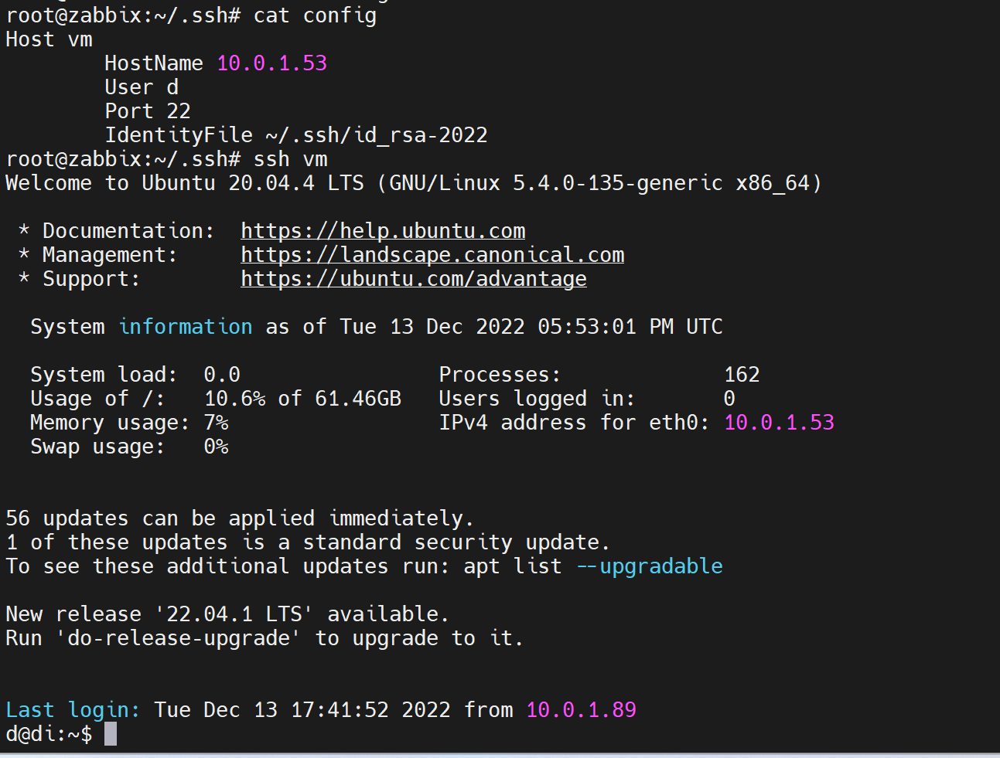 root@zabbix:~/.ssh# cat config
Host vm
        HostName 10.0.1.53
        User d
        Port 22
        IdentityFile ~/.ssh/id_rsa-2022
root@zabbix:~/.ssh# ssh vm
Welcome to Ubuntu 20.04.4 LTS (GNU/Linux 5.4.0-135-generic x86_64)

 * Documentation:  https://help.ubuntu.com
 * Management:     https://landscape.canonical.com
 * Support:        https://ubuntu.com/advantage

  System information as of Tue 13 Dec 2022 05:53:01 PM UTC

  System load:  0.0                Processes:             162
  Usage of /:   10.6% of 61.46GB   Users logged in:       0
  Memory usage: 7%                 IPv4 address for eth0: 10.0.1.53
  Swap usage:   0%


56 updates can be applied immediately.
1 of these updates is a standard security update.
To see these additional updates run: apt list --upgradable

New release '22.04.1 LTS' available.
Run 'do-release-upgrade' to upgrade to it.


Last login: Tue Dec 13 17:41:52 2022 from 10.0.1.89
d@di:~$